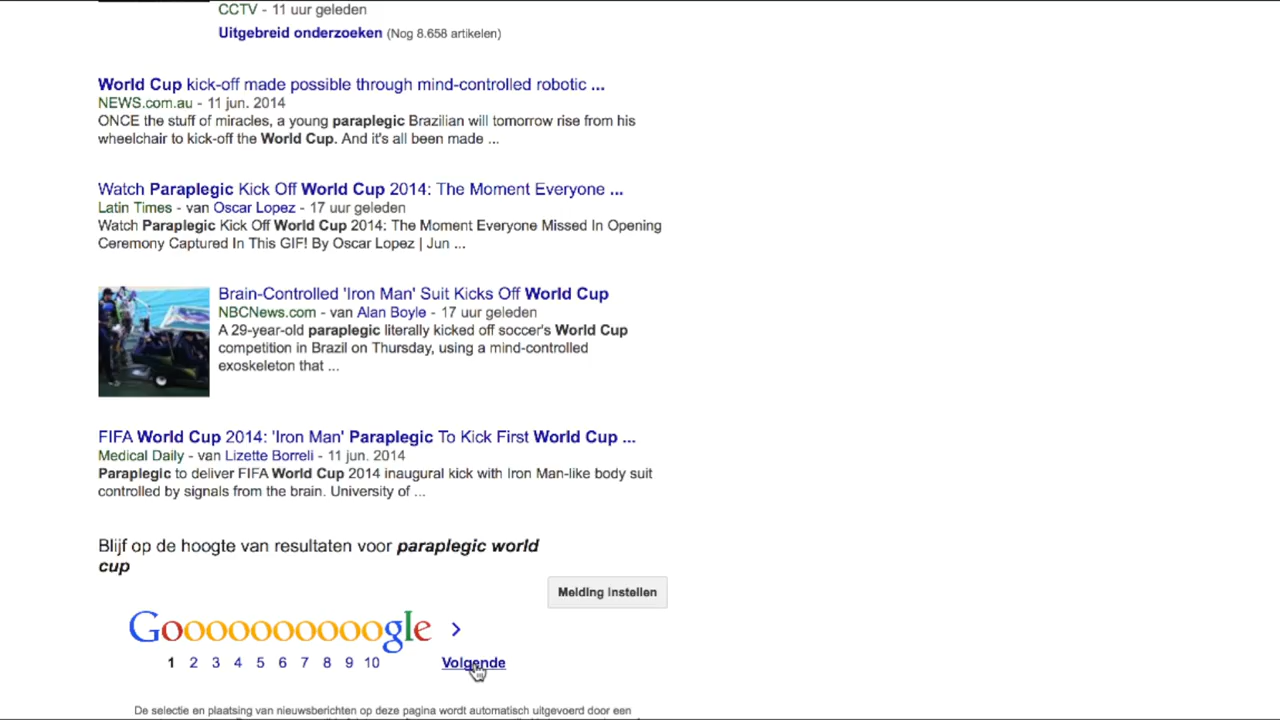 CCTV - 11 uur geleden
Uitgebreid onderzoeken (Nog 8.658 artikelen)
World Cup kick-off made possible through mind-controlled robotic ...
NEWS.com.au - 11 jun. 2014
ONCE the stuff of miracles, a young paraplegic Brazilian will tomorrow rise from his
wheelchair to kick-off the World Cup. And it's all been made ...
Watch Paraplegic Kick Off World Cup 2014: The Moment Everyone ...
Latin Times - van Oscar Lopez - 17 uur geleden
Watch Paraplegic Kick Off World Cup 2014: The Moment Everyone Missed In Opening
Ceremony Captured In This GIF! By Oscar Lopez | Jun ...
Brain-Controlled 'Iron Man' Suit Kicks Off World Cup
NBCNews.com - van Alan Boyle - 17 uur geleden
A 29-year-old paraplegic literally kicked off soccer's World Cup
competition in Brazil on Thursday, using a mind-controlled
exoskeleton that ...
FIFA World Cup 2014: 'Iron Man' Paraplegic To Kick First World Cup ...
Medical Daily - van Lizette Borreli - 11 jun. 2014
Paraplegic to deliver FIFA World Cup 2014 inaugural kick with Iron Man-like body suit
controlled by signals from the brain. University of ...
Blijf op de hoogte van resultaten voor paraplegic world
cup
Melding instellen
Goooooooooogle >
1 2 3 4 5 6 7 8 9 10 Volgende
De selectie en plaatsing van nieuwsberichten op deze pagina wordt automatisch uitgevoerd door een